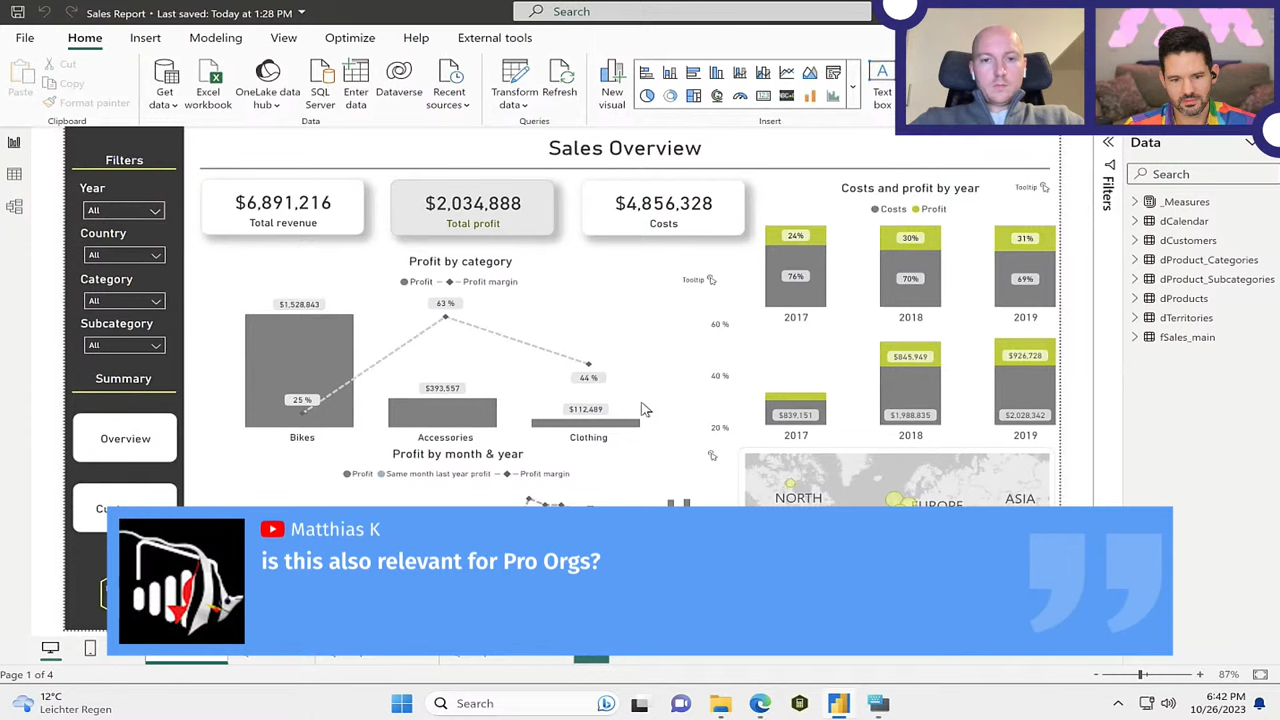 Sales Report • Last saved: Today at 1:28 PM
Search
File
Home
Insert
Modeling
View
Optimize
Help
External tools
Paste
Cut
Copy
Format painter
Clipboard
Get data
Excel workbook
OneLake data hub
SQL Server
Enter data
Dataverse
Recent sources
Data
Transform data
Refresh
Queries
New visual
Text box
Insert
Filters
Year
All
Country
All
Category
All
Subcategory
All
Summary
Overview
Sales Overview
$6,891,216
Total revenue
$2,034,888
Total profit
$4,856,328
Costs
Profit by category
Profit
Profit margin
Tooltip
$1,528,843
63 %
60 %
44 %
40 %
$393,557
25 %
$112,489
20 %
Bikes
Accessories
Clothing
Profit by month & year
Profit
Same month last year profit
Profit margin
Costs and profit by year
Tooltip
Costs
Profit
24%
30%
31%
76%
70%
69%
2017
2018
2019
$845,949
$926,728
$839,151
$1,988,835
$2,028,342
2017
2018
2019
NORTH
EUROPE
ASIA
Filters
Data
Search
_Measures
dCalendar
dCustomers
dProduct_Categories
dProduct_Subcategories
dProducts
dTerritories
fSales_main
Matthias K
is this also relevant for Pro Orgs?
Page 1 of 4
87%
12°C
Leichter Regen
Search
6:42 PM
10/26/2023